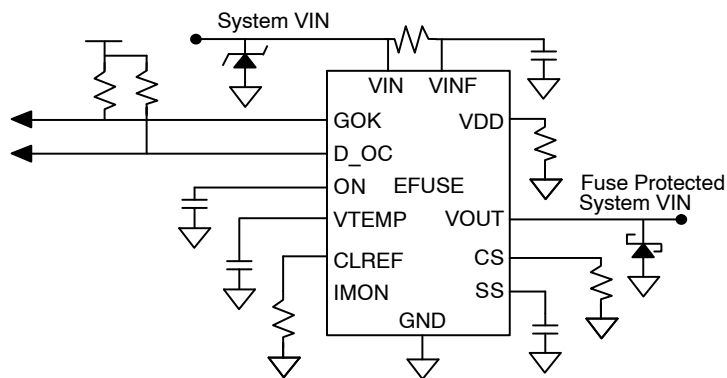 System VIN
VIN VINF
GOK VDD
D_OC
ON EFUSE Fuse Protected
System VIN
VTEMP VOUT
CLREF CS
IMON SS
GND